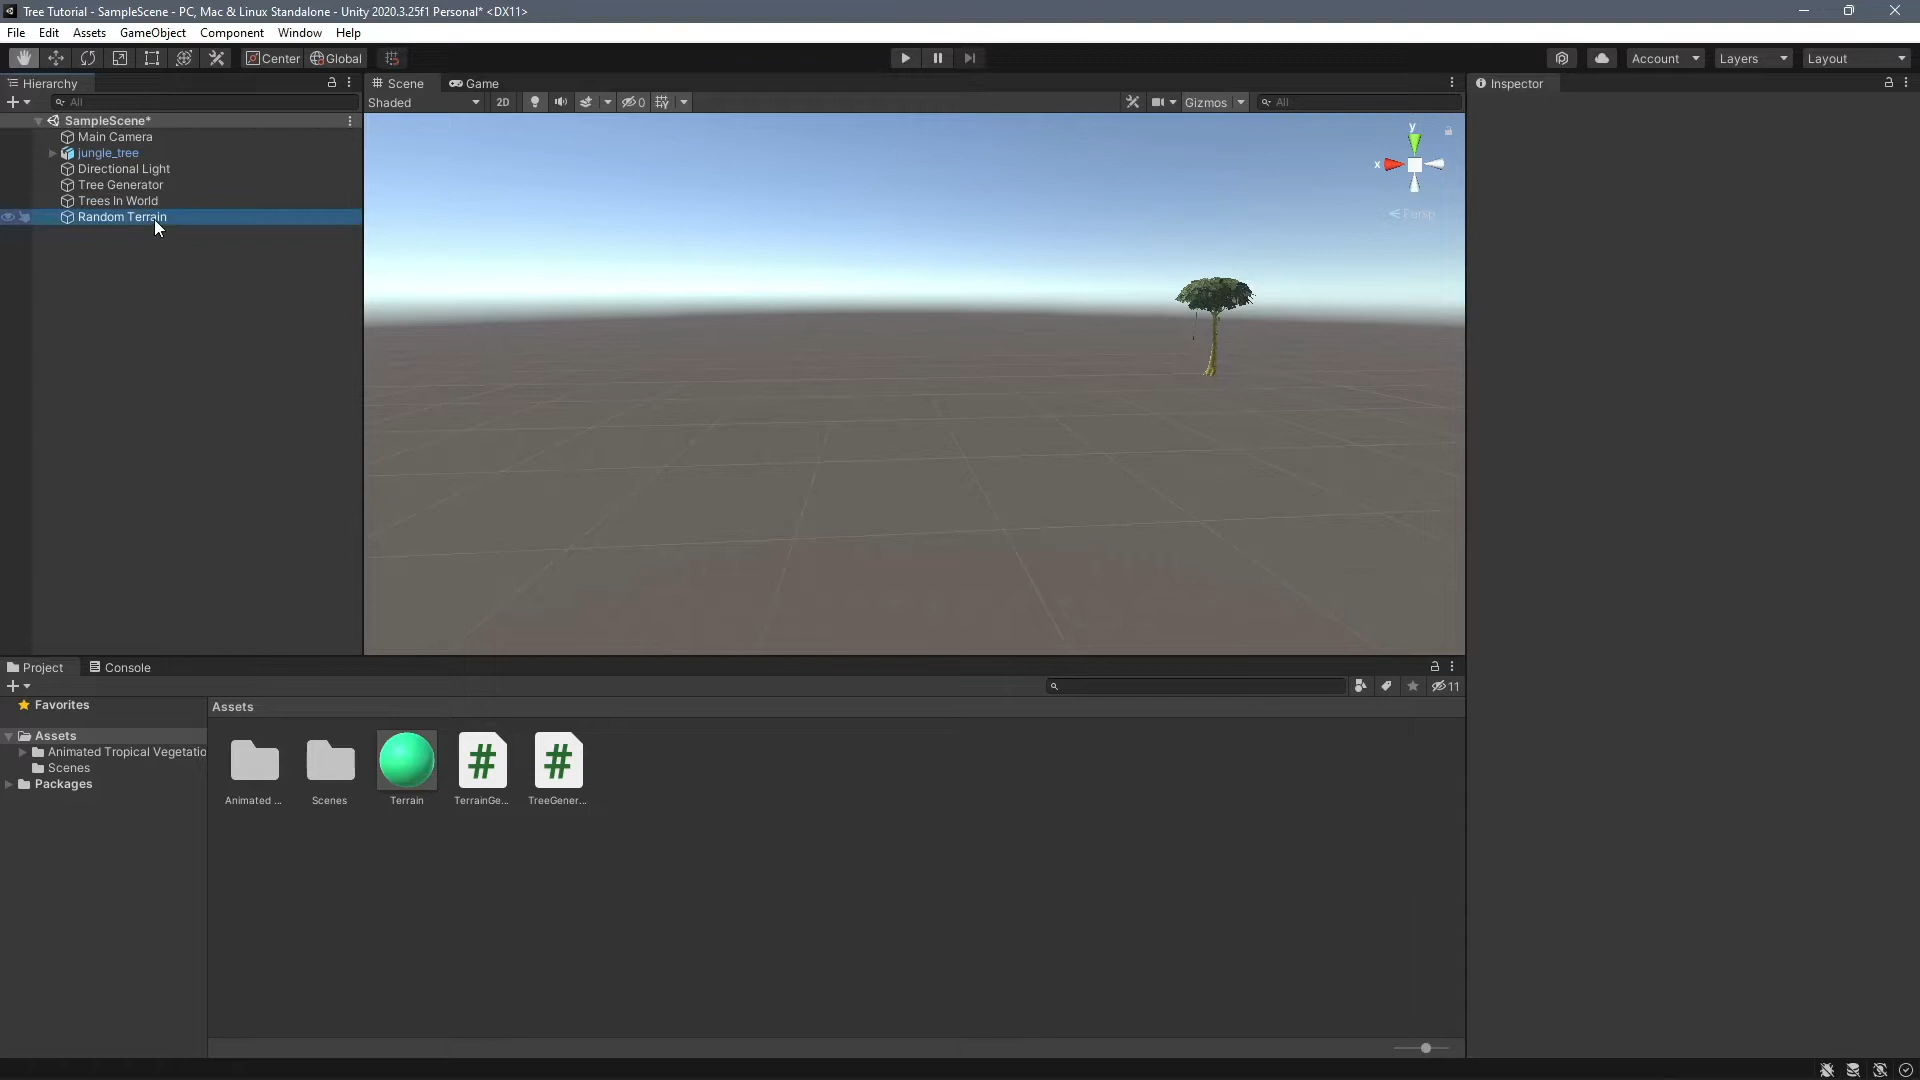 Tree Tutorial - SampleScene - PC, Mac & Linux Standalone - Unity 2020.3.25f1 Personal* <DX11>
File Edit Assets GameObject Component Window Help
Center Global Account Layers Layout
Hierarchy
All
SampleScene*
Main Camera
jungle_tree
Directional Light
Tree Generator
Trees In World
Random Terrain
Scene Game
Shaded 2D 0 Gizmos All
y
x
Persp
Inspector
Project Console
11
Favorites
Assets
Animated Tropical Vegetatio
Scenes
Packages
Assets
Animated ... Scenes Terrain TerrainGe... TreeGener...